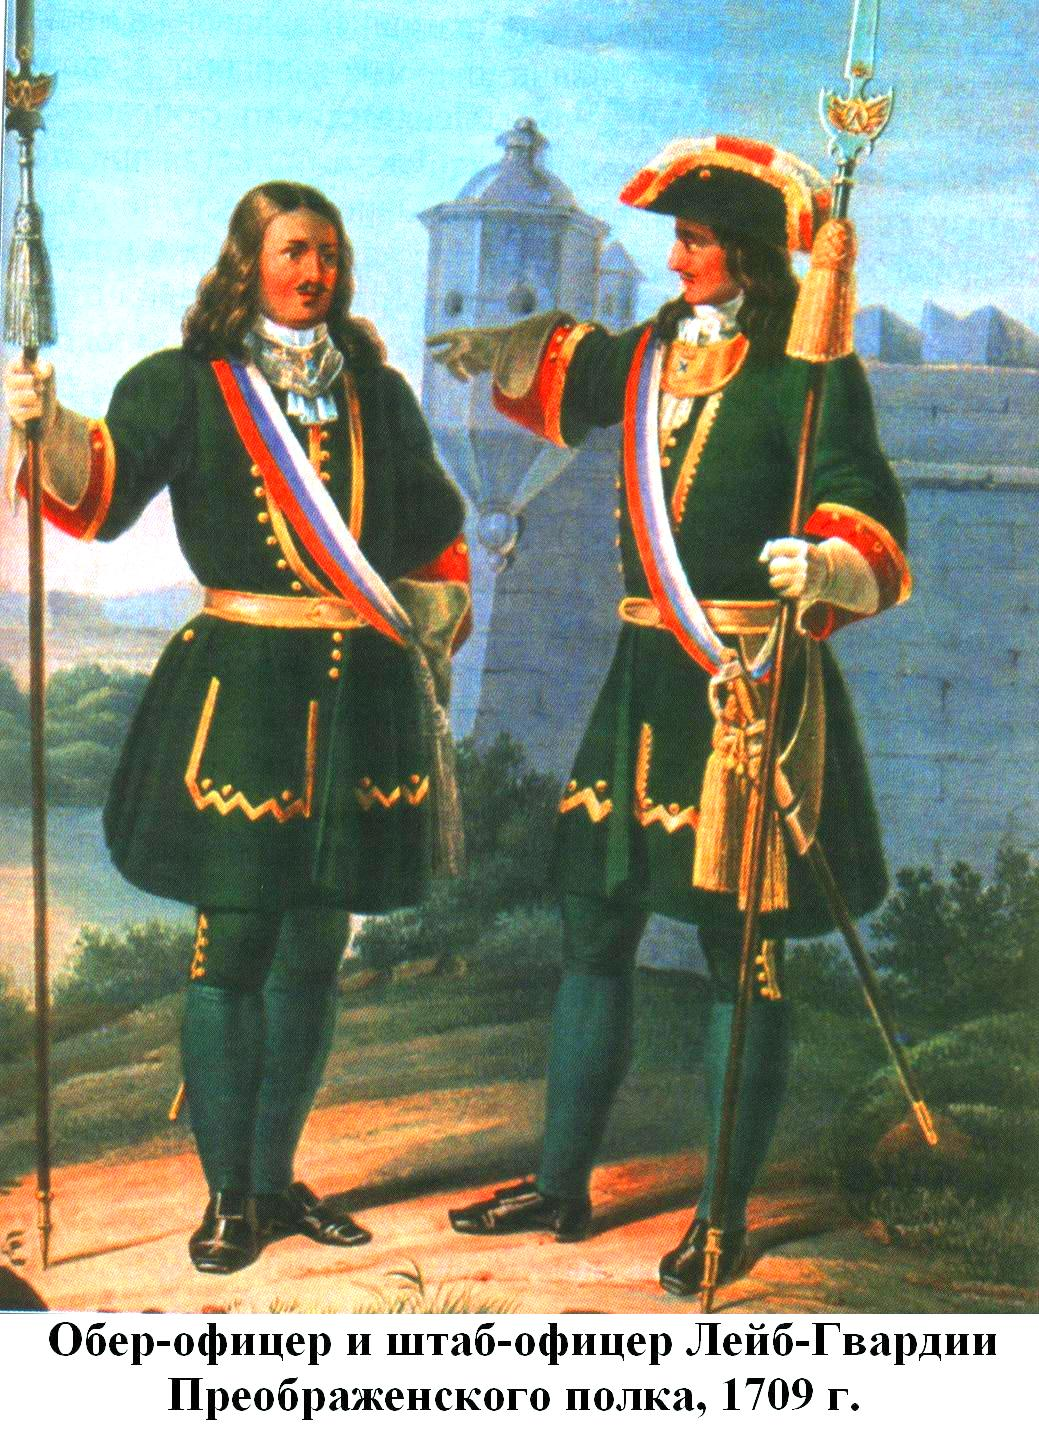 Обер-офицер и штаб-офицер Лейб-Гвардии
Преображенского полка, 1709 г.